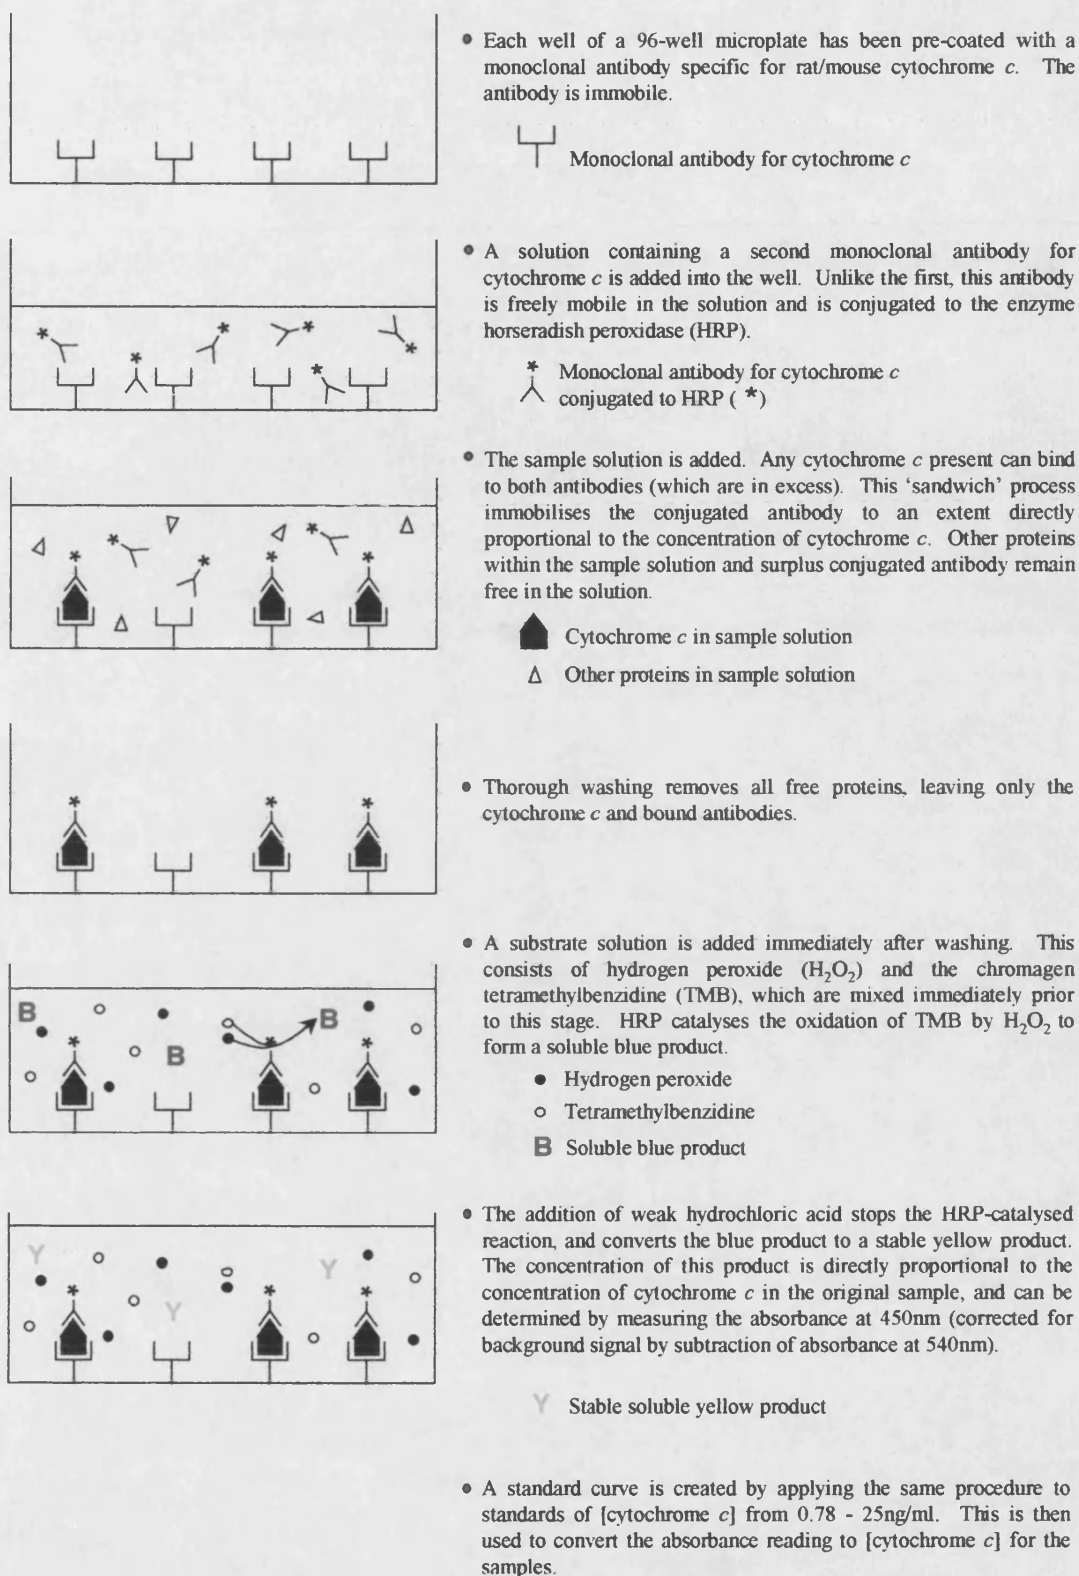 • Each well of a 96-well microplate has been pre-coated with a
monoclonal antibody specific for rat/mouse cytochrome c. The
antibody is immobile.
Monoclonal antibody for cytochrome c
• A solution containing a second monoclonal antibody for
cytochrome c is added into the well. Unlike the first, this antibody
is freely mobile in the solution and is conjugated to the enzyme
horseradish peroxidase (HRP).
* Monoclonal antibody for cytochrome c
conjugated to HRP ( *)
• The sample solution is added. Any cytochrome c present can bind
to both antibodies (which are in excess). This ‘sandwich’ process
immobilises the conjugated antibody to an extent directly
proportional to the concentration of cytochrome c. Other proteins
within the sample solution and surplus conjugated antibody remain
free in the solution.
Cytochrome c in sample solution
Δ Other proteins in sample solution
• Thorough washing removes all free proteins, leaving only the
cytochrome c and bound antibodies.
• A substrate solution is added immediately after washing. This
consists of hydrogen peroxide (H₂O₂) and the chromagen
tetramethylbenzidine (TMB), which are mixed immediately prior
to this stage. HRP catalyses the oxidation of TMB by H₂O₂ to
form a soluble blue product.
B B B
● Hydrogen peroxide
○ Tetramethylbenzidine
B Soluble blue product
• The addition of weak hydrochloric acid stops the HRP-catalysed
reaction, and converts the blue product to a stable yellow product.
The concentration of this product is directly proportional to the
concentration of cytochrome c in the original sample, and can be
determined by measuring the absorbance at 450nm (corrected for
background signal by subtraction of absorbance at 540nm).
Y Y Y
Y Stable soluble yellow product
• A standard curve is created by applying the same procedure to
standards of [cytochrome c] from 0.78 - 25ng/ml. This is then
used to convert the absorbance reading to [cytochrome c] for the
samples.